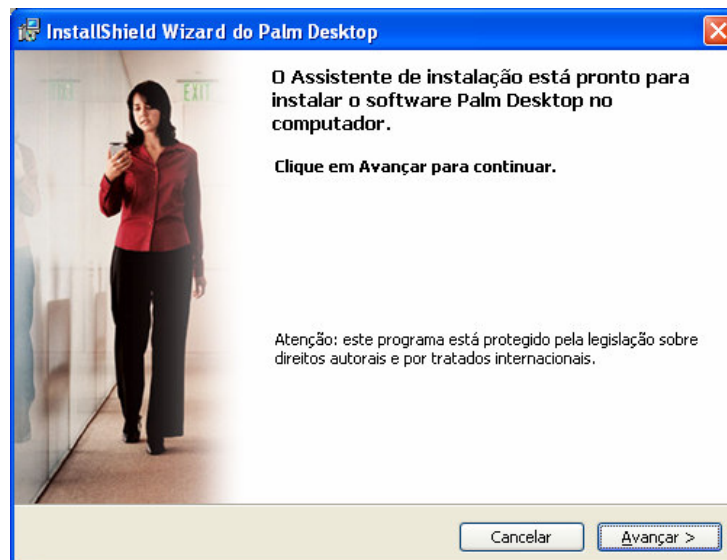 InstallShield Wizard do Palm Desktop
EXIT
O Assistente de instalação está pronto para
instalar o software Palm Desktop no
computador.
Clique em Avançar para continuar.
Atenção: este programa está protegido pela legislação sobre
direitos autorais e por tratados internacionais.
Cancelar
Avançar >